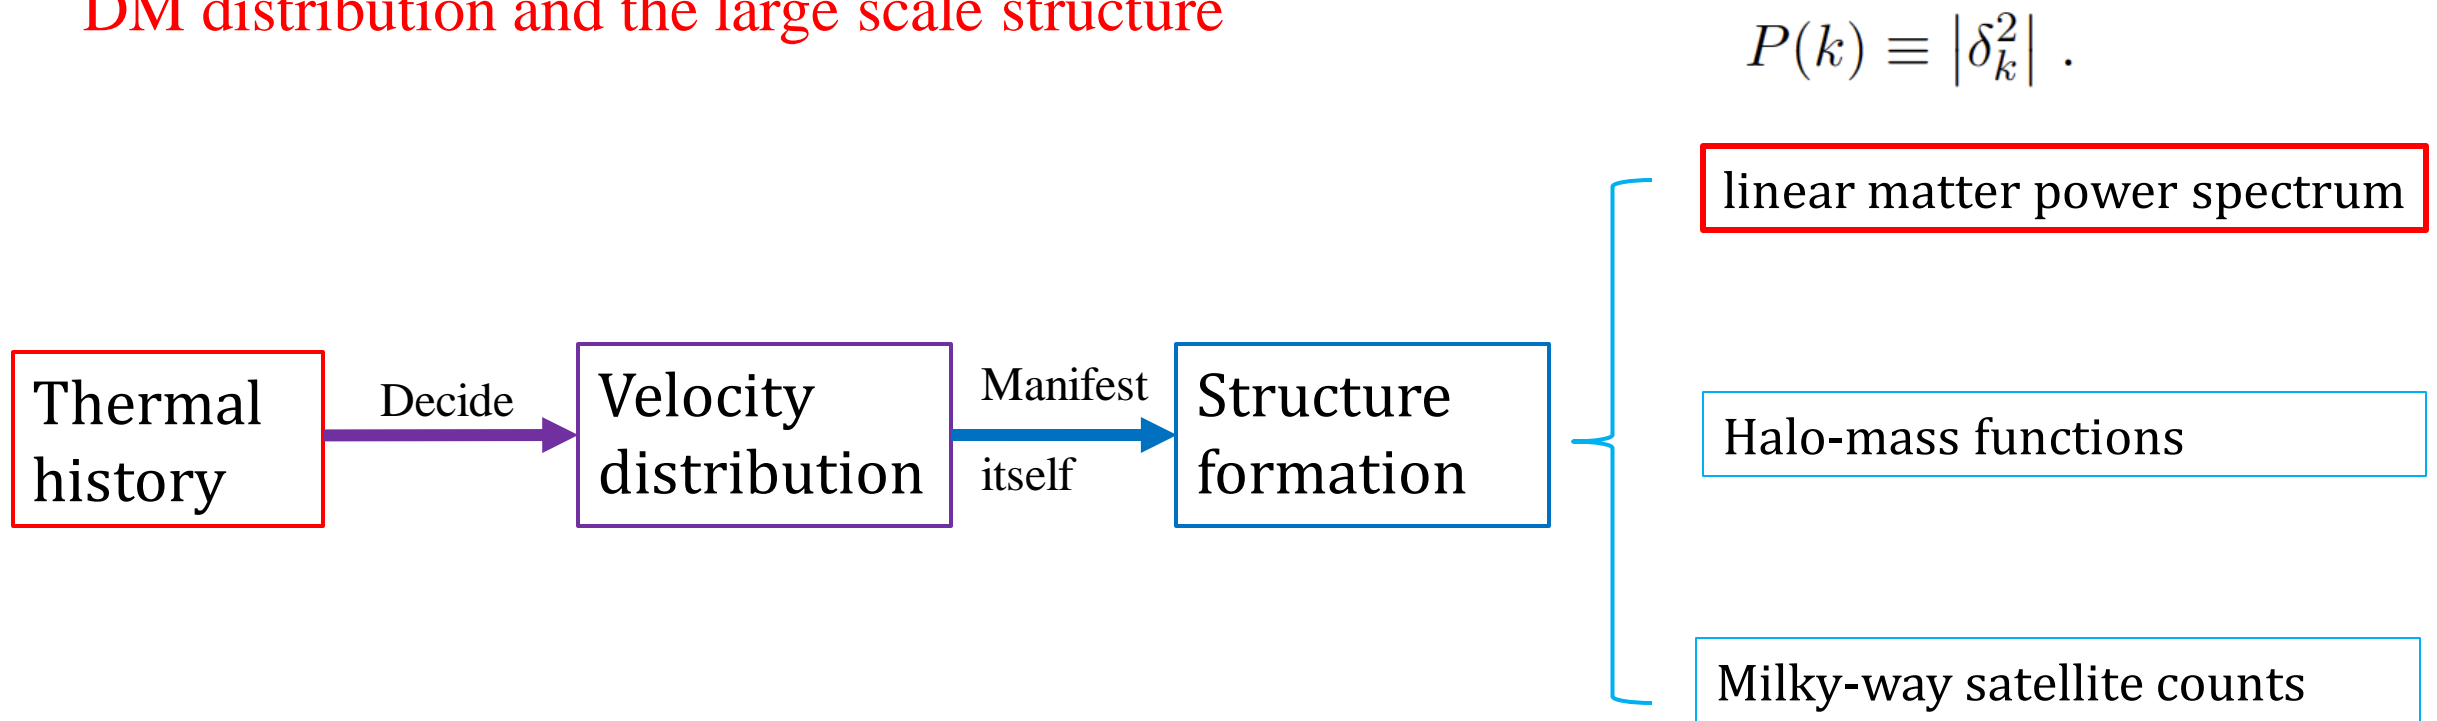 DM distribution and the large scale structure
P(k) ≡ |δ_k^2| .
linear matter power spectrum
Thermal
history
Decide
Velocity
distribution
Manifest
itself
Structure
formation
Halo-mass functions
Milky-way satellite counts